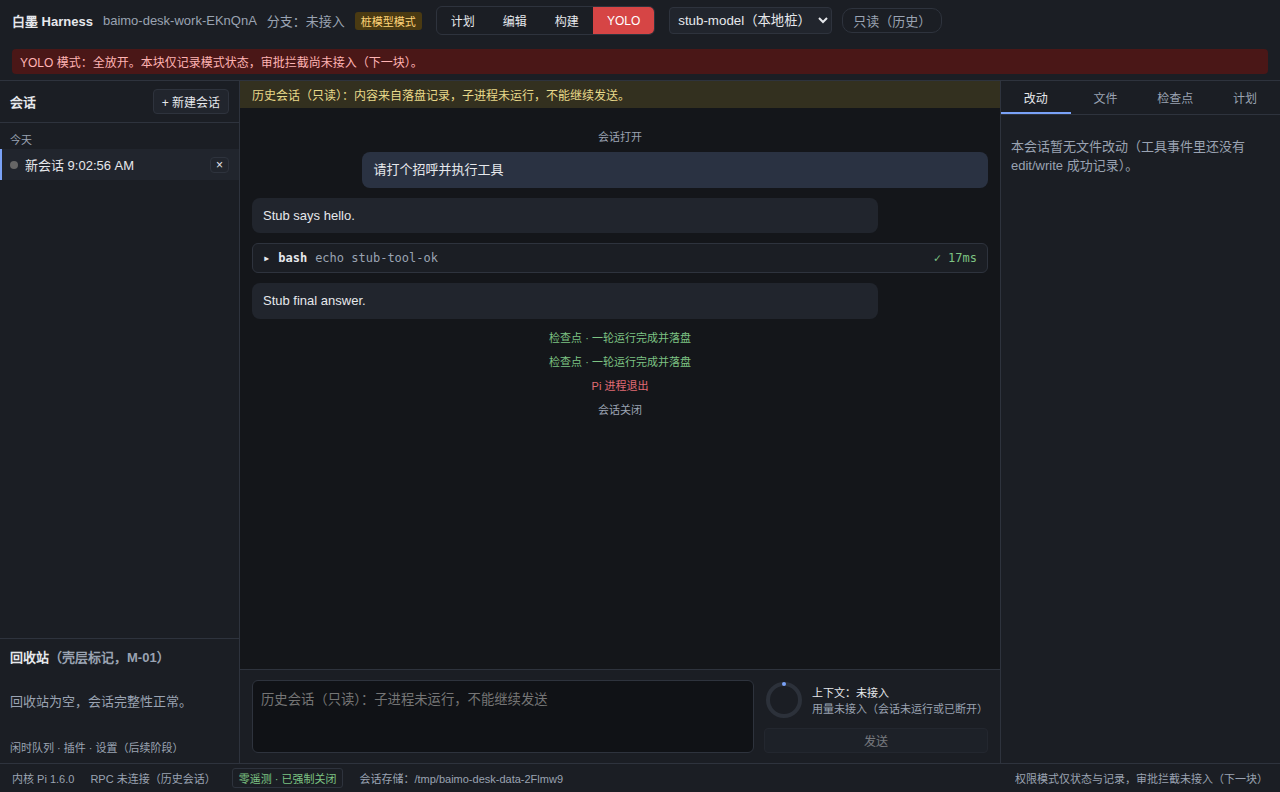 白墨 Harness baimo-desk-work-EKnQnA 分支：未接入 桩模型模式 计划 编辑 构建 YOLO stub-model（本地桩） 只读（历史）
YOLO 模式：全放开。本块仅记录模式状态，审批拦截尚未接入（下一块）。
会话 + 新建会话
今天
新会话 9:02:56 AM ×
历史会话（只读）：内容来自落盘记录，子进程未运行，不能继续发送。
会话打开
请打个招呼并执行工具
Stub says hello.
▸ bash echo stub-tool-ok ✓ 17ms
Stub final answer.
检查点 · 一轮运行完成并落盘
检查点 · 一轮运行完成并落盘
Pi 进程退出
会话关闭
改动 文件 检查点 计划
本会话暂无文件改动（工具事件里还没有
edit/write 成功记录）。
回收站（壳层标记，M-01）
回收站为空，会话完整性正常。
闲时队列 · 插件 · 设置（后续阶段）
历史会话（只读）：子进程未运行，不能继续发送
上下文：未接入
用量未接入（会话未运行或已断开）
发送
内核 Pi 1.6.0 RPC 未连接（历史会话） 零遥测 · 已强制关闭 会话存储：/tmp/baimo-desk-data-2Flmw9 权限模式仅状态与记录，审批拦截未接入（下一块）